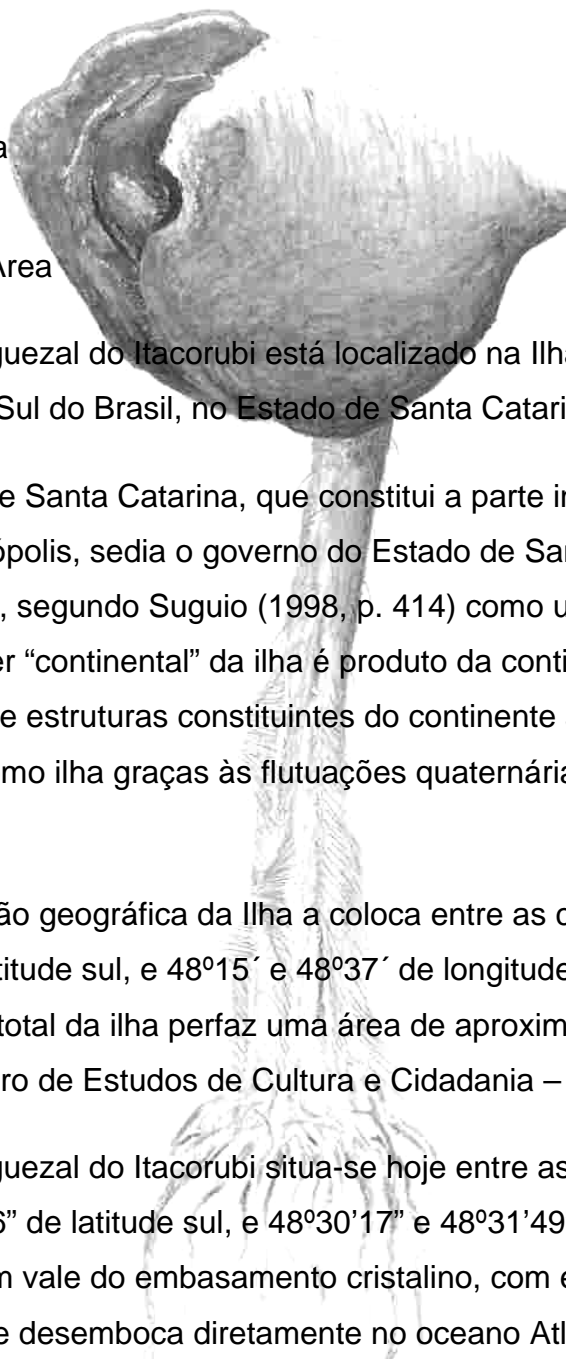 a
Área
guezal do Itacorubi está localizado na Ilha
Sul do Brasil, no Estado de Santa Catari
e Santa Catarina, que constitui a parte in
ópolis, sedia o governo do Estado de Sa
, segundo Suguio (1998, p. 414) como u
er “continental” da ilha é produto da conti
e estruturas constituintes do continente
mo ilha graças às flutuações quaternária
ão geográfica da Ilha a coloca entre as
titude sul, e 48º15´ e 48º37´ de longitude
total da ilha perfaz uma área de aproxim
ro de Estudos de Cultura e Cidadania –
guezal do Itacorubi situa-se hoje entre as
6” de latitude sul, e 48º30’17” e 48º31’49
m vale do embasamento cristalino, com e
e desemboca diretamente no oceano Atl